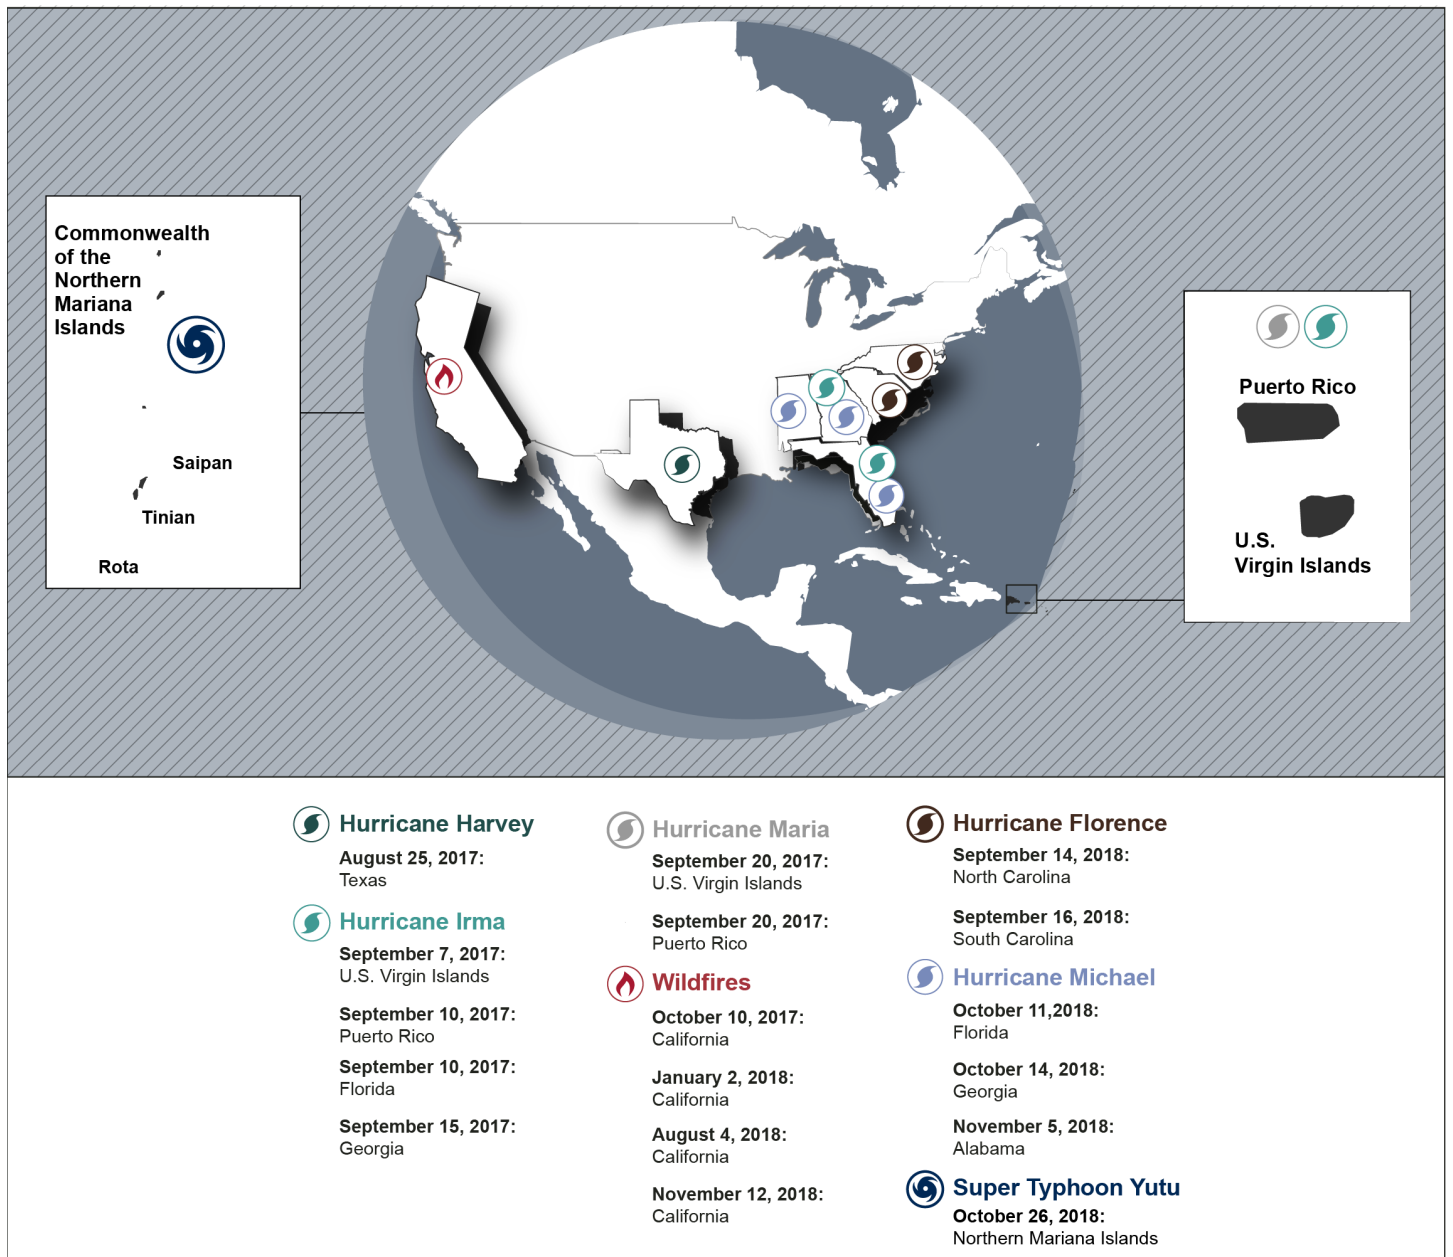 Commonwealth
of the
Northern
Mariana
Islands
Saipan
Tinian
Rota
Puerto Rico
U.S.
Virgin Islands
Hurricane Harvey
August 25, 2017:
Texas
Hurricane Irma
September 7, 2017:
U.S. Virgin Islands
September 10, 2017:
Puerto Rico
September 10, 2017:
Florida
September 15, 2017:
Georgia
Hurricane Maria
September 20, 2017:
U.S. Virgin Islands
September 20, 2017:
Puerto Rico
Wildfires
October 10, 2017:
California
January 2, 2018:
California
August 4, 2018:
California
November 12, 2018:
California
Hurricane Florence
September 14, 2018:
North Carolina
September 16, 2018:
South Carolina
Hurricane Michael
October 11,2018:
Florida
October 14, 2018:
Georgia
November 5, 2018:
Alabama
Super Typhoon Yutu
October 26, 2018:
Northern Mariana Islands